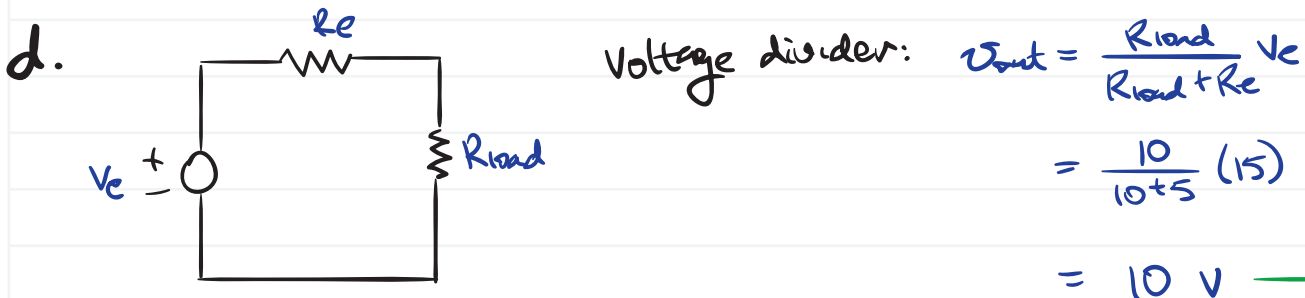 d.
Re
Ve + -
Rload
Voltage divider: Vout = Rload / Rload + Re Ve
= 10 / 10+5 (15)
= 10 V